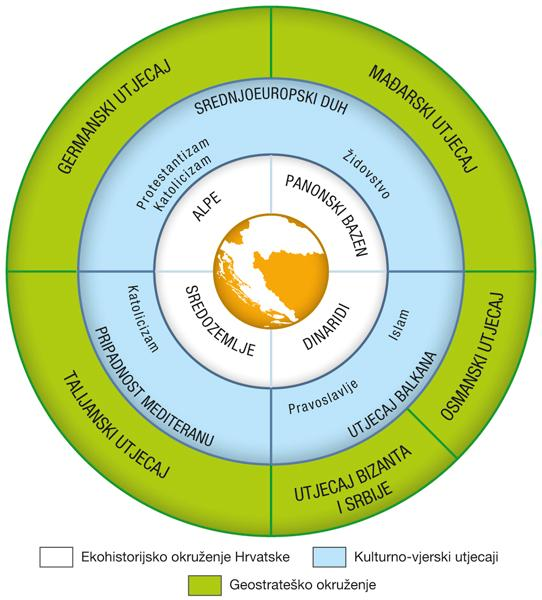 GERMANSKI UTJECAJ
MAĐARSKI UTJECAJ
SREDNJOEUROPSKI DUH
Protestantizam
Katolicizam
Židovstvo
ALPE
PANONSKI BAZEN
SREDOZEMLJE
DINARIDI
Katolicizam
Islam
PRIPADNOST MEDITERANU
Pravoslavlje
UTJECAJ BALKANA
OSMANSKI UTJECAJ
TALIJANSKI UTJECAJ
UTJECAJ BIZANTA
I SRBIJE
Ekohistorijsko okruženje Hrvatske
Kulturno-vjerski utjecaji
Geostrateško okruženje